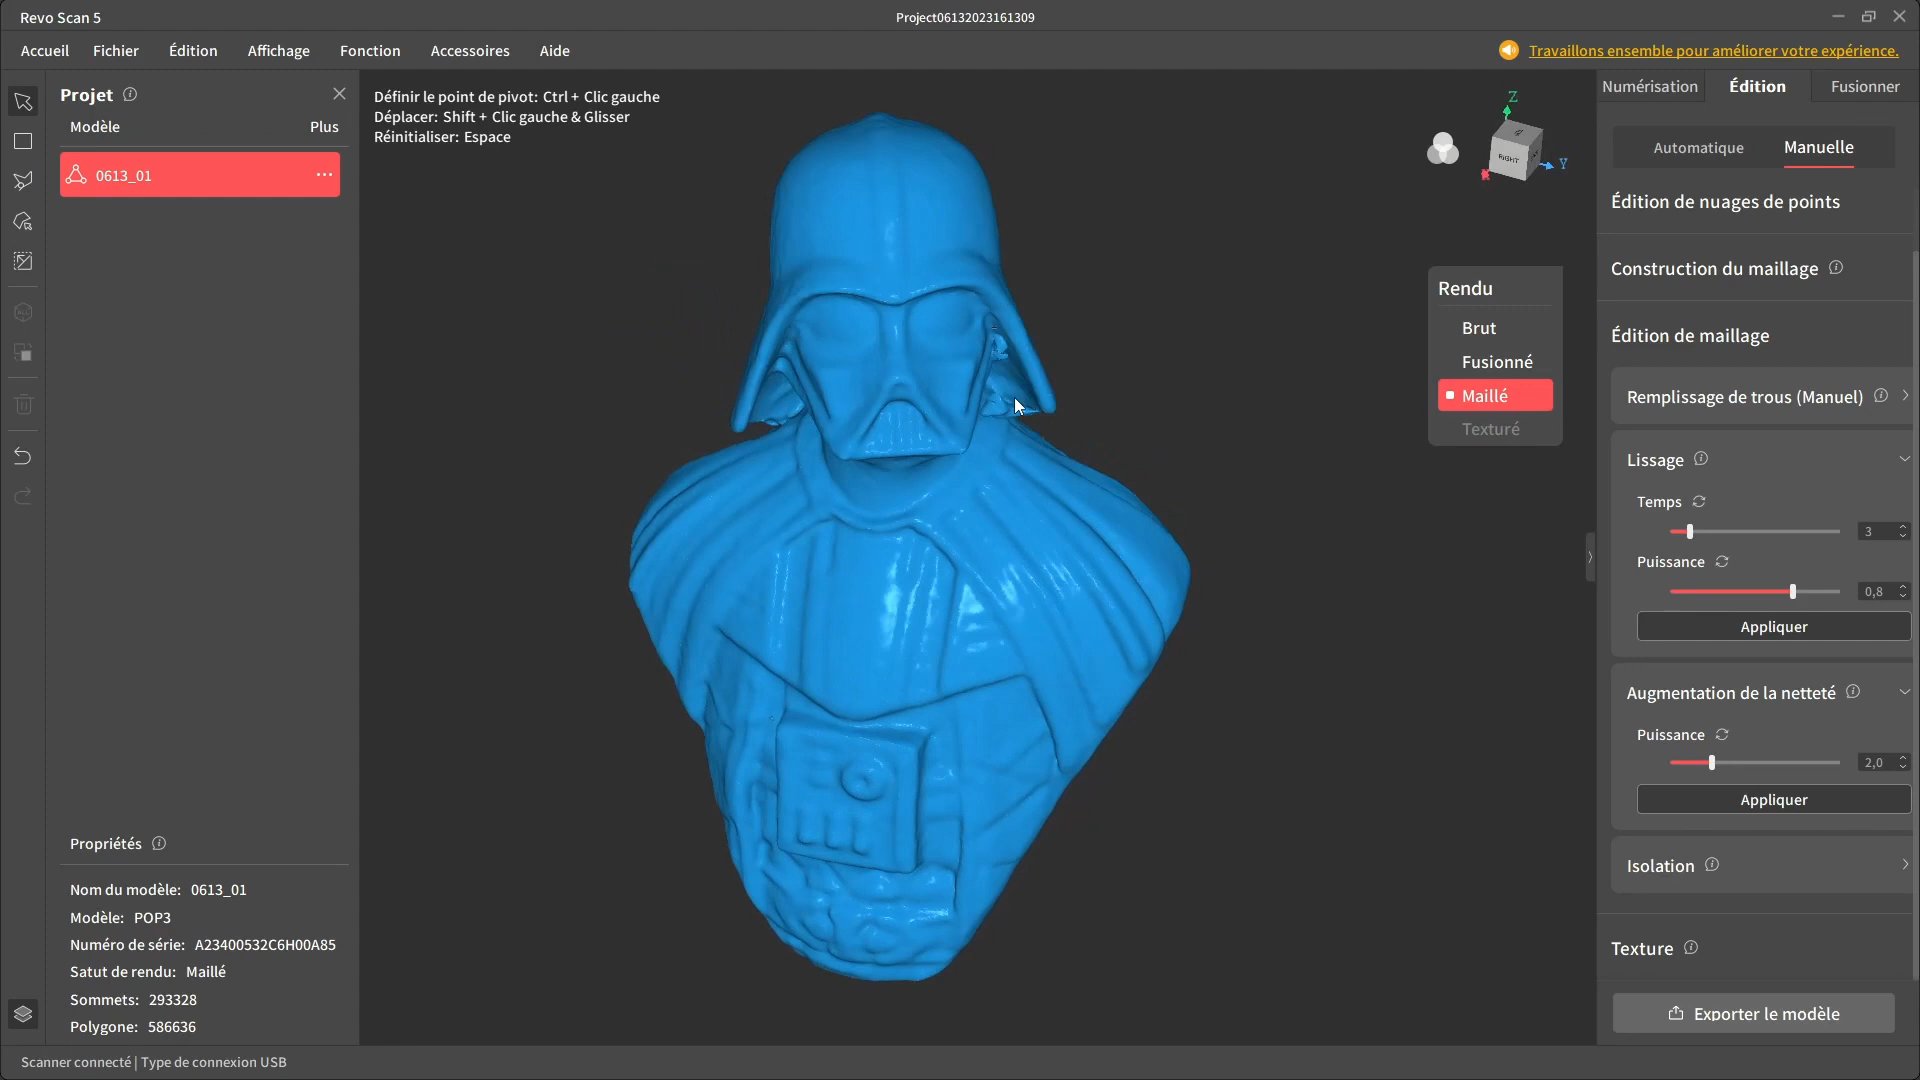 Revo Scan 5
Project06132023161309
Accueil Fichier Édition Affichage Fonction Accessoires Aide
Travaillons ensemble pour améliorer votre expérience.
Projet
Modèle Plus
0613_01
Définir le point de pivot: Ctrl + Clic gauche
Déplacer: Shift + Clic gauche & Glisser
Réinitialiser: Espace
Z
RIGHT
Y
Rendu
Brut
Fusionné
Maillé
Texturé
Numérisation Édition Fusionner
Automatique Manuelle
Édition de nuages de points
Construction du maillage
Édition de maillage
Remplissage de trous (Manuel)
Lissage
Temps
3
Puissance
0,8
Appliquer
Augmentation de la netteté
Puissance
2,0
Appliquer
Isolation
Texture
Exporter le modèle
Propriétés
Nom du modèle: 0613_01
Modèle: POP3
Numéro de série: A23400532C6H00A85
Satut de rendu: Maillé
Sommets: 293328
Polygone: 586636
Scanner connecté | Type de connexion USB